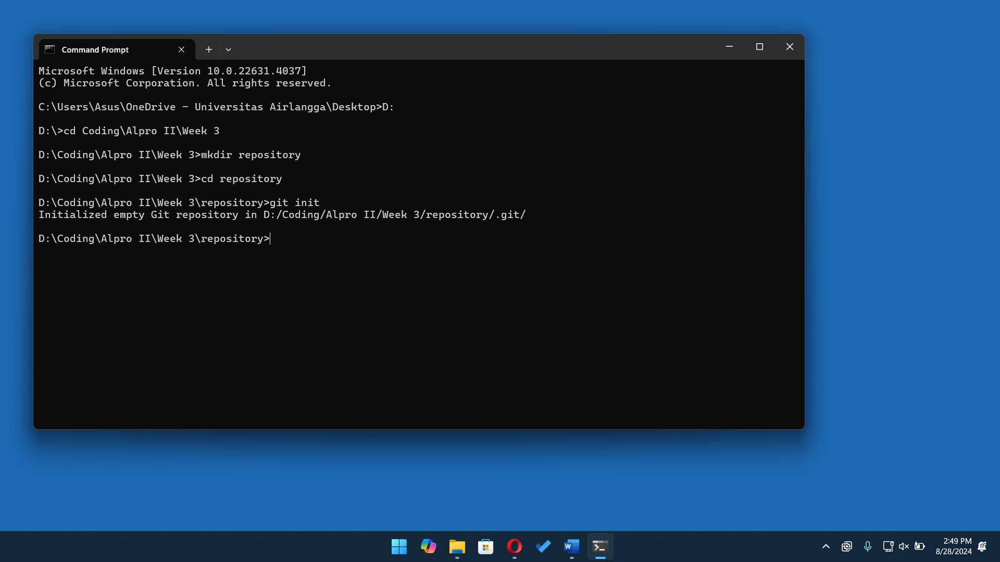 Command Prompt
Microsoft Windows [Version 10.0.22631.4037]
(c) Microsoft Corporation. All rights reserved.
C:\Users\Asus\OneDrive - Universitas Airlangga\Desktop>D:
D:\>cd Coding\Alpro II\Week 3
D:\Coding\Alpro II\Week 3>mkdir repository
D:\Coding\Alpro II\Week 3>cd repository
D:\Coding\Alpro II\Week 3\repository>git init
Initialized empty Git repository in D:/Coding/Alpro II/Week 3/repository/.git/
D:\Coding\Alpro II\Week 3\repository>
2:49 PM
8/28/2024